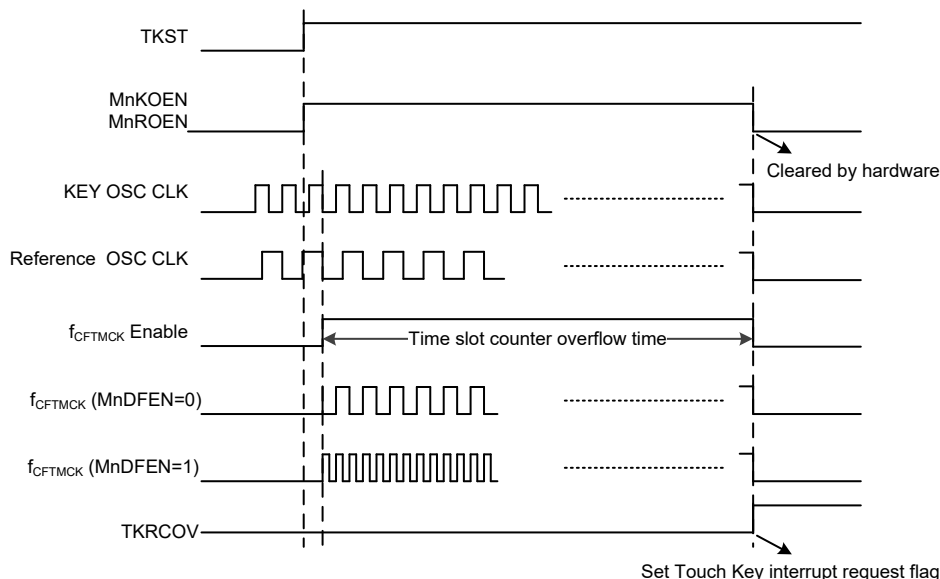 TKST
MnKOEN
MnROEN
Cleared by hardware
KEY OSC CLK
Reference OSC CLK
fCFTMCK Enable
Time slot counter overflow time
fCFTMCK (MnDFEN=0)
fCFTMCK (MnDFEN=1)
TKRCOV
Set Touch Key interrupt request flag